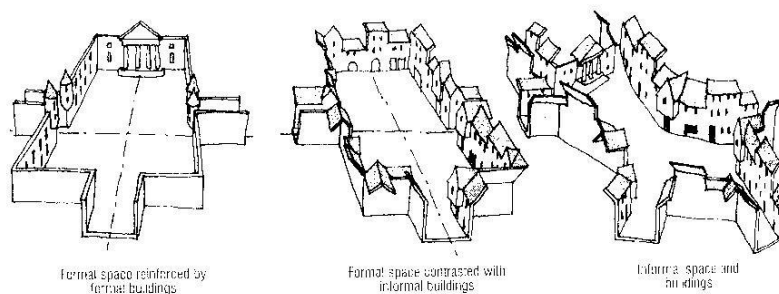 Formal space reinforced by
formal buildings
Formal space contrasted with
informal buildings
Informal space and
buildings